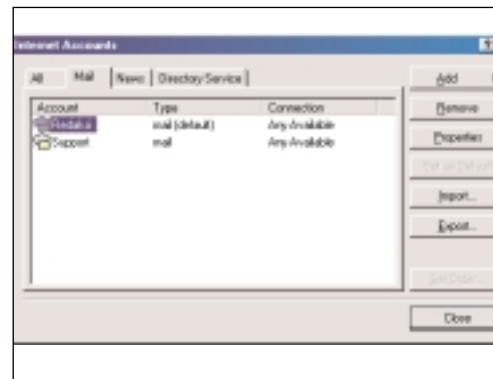 Internet Accounts
All Mail News Directory Service
Account Type Connection
mail (default) Any Available
Support mail Any Available
Add
Remove
Properties
Set as Default
Import...
Export...
Set Order...
Close